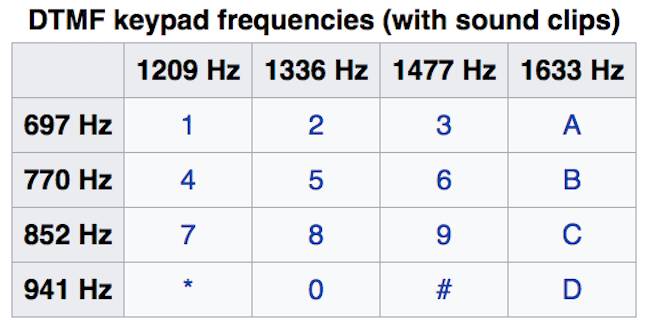 DTMF keypad frequencies (with sound clips)
1209 Hz 1336 Hz 1477 Hz 1633 Hz
697 Hz 1 2 3 A
770 Hz 4 5 6 B
852 Hz 7 8 9 C
941 Hz * 0 # D